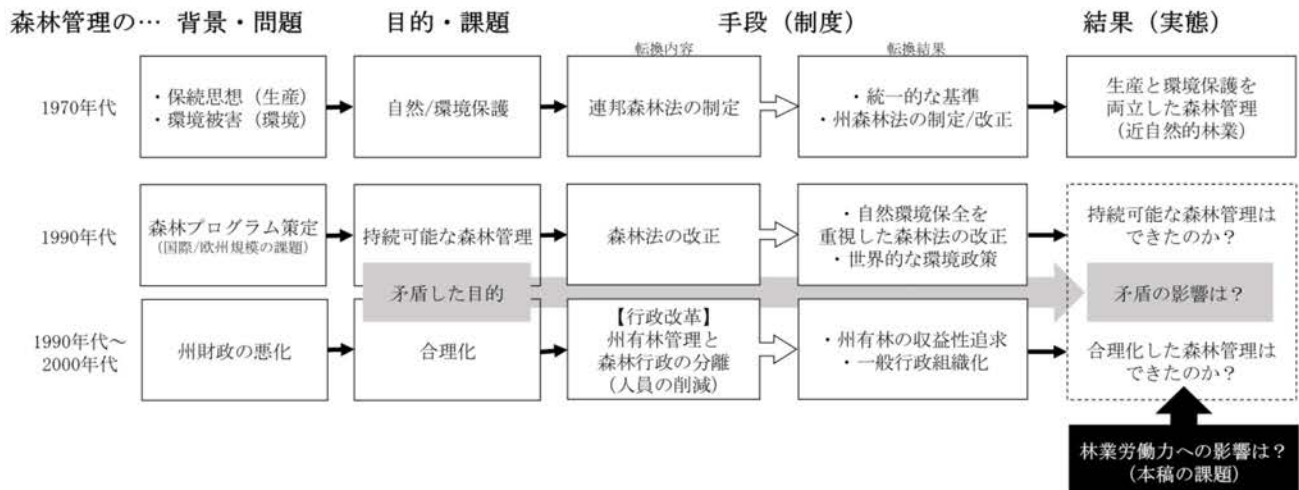 森林管理の… 背景・問題 目的・課題 手段（制度） 結果（実態）
転換内容 転換結果
1970年代
・保続思想（生産）
・環境被害（環境）
自然/環境保護
連邦森林法の制定
・統一的な基準
・州森林法の制定/改正
生産と環境保護を
両立した森林管理
（近自然的林業）
1990年代
森林プログラム策定
（国際/欧州規模の課題）
持続可能な森林管理
森林法の改正
・自然環境保全を
重視した森林法の改正
・世界的な環境政策
持続可能な森林管理は
できたのか？
矛盾した目的
矛盾の影響は？
1990年代～
2000年代
州財政の悪化
合理化
【行政改革】
州有林管理と
森林行政の分離
（人員の削減）
・州有林の収益性追求
・一般行政組織化
合理化した森林管理は
できたのか？
林業労働力への影響は？
（本稿の課題）